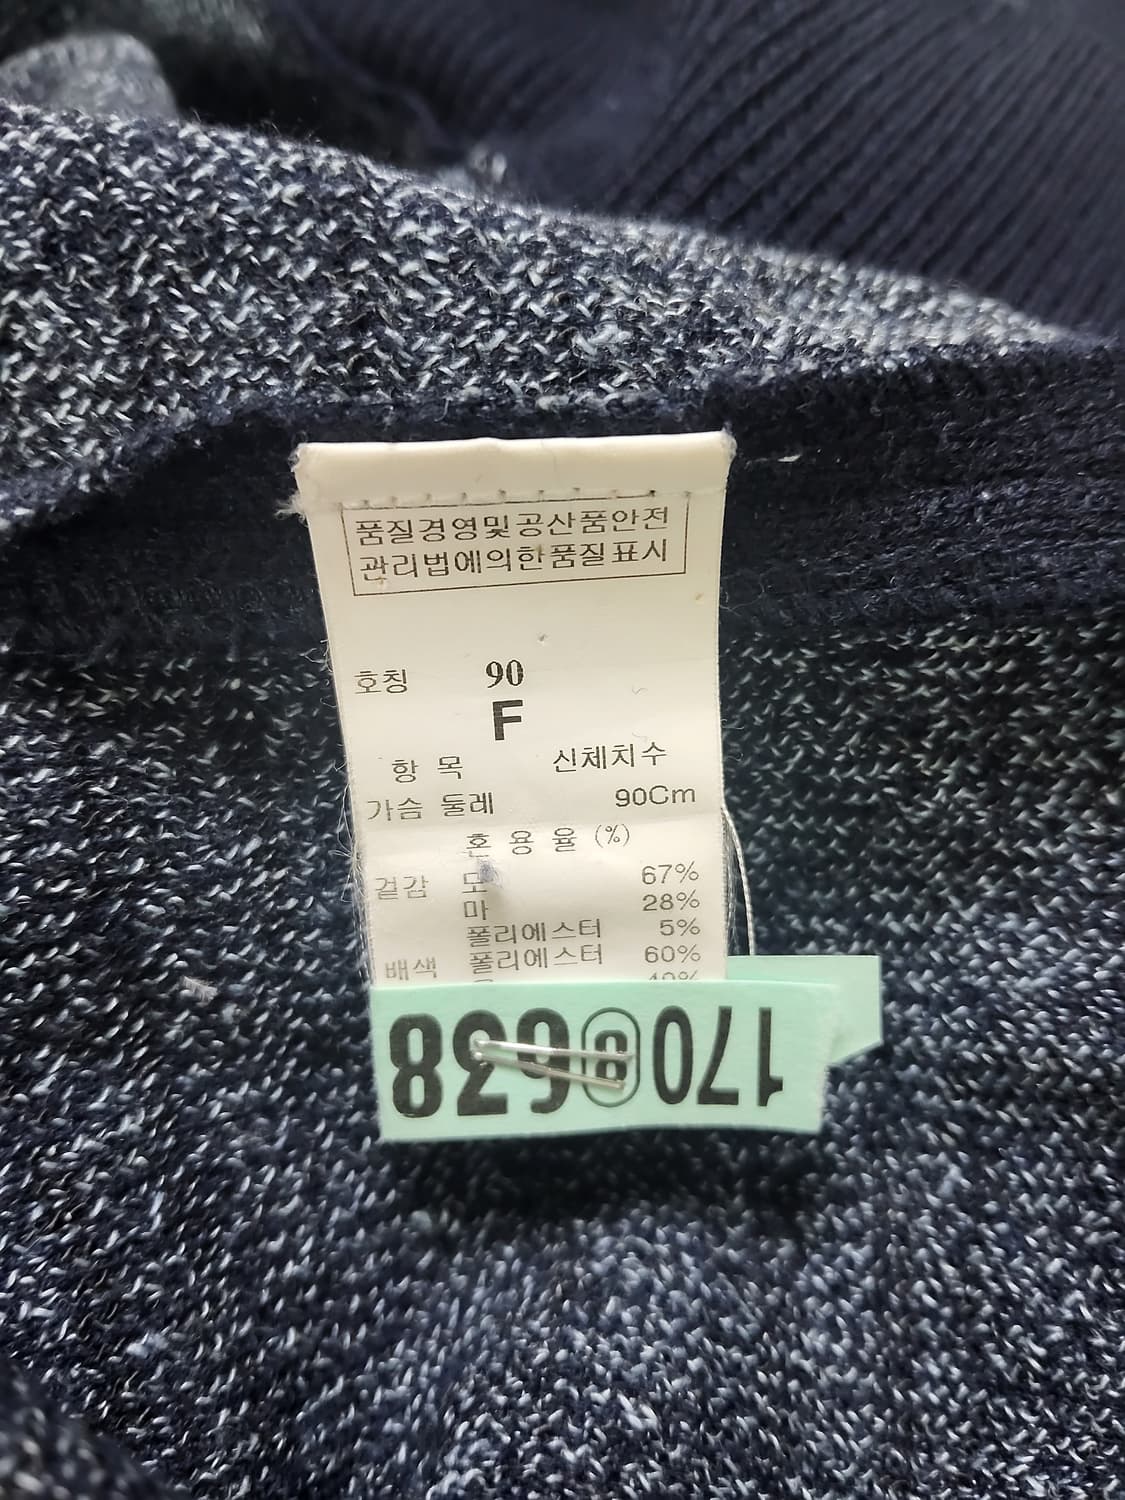 품질경영및공산품안전
관리법에의한품질표시
호칭 90
F
항 목 신체치수
가슴 둘레 90Cm
혼 용 율 (%)
겉감 모 67%
마 28%
폴리에스터 5%
배색 폴리에스터 60%
40%
170 8 638